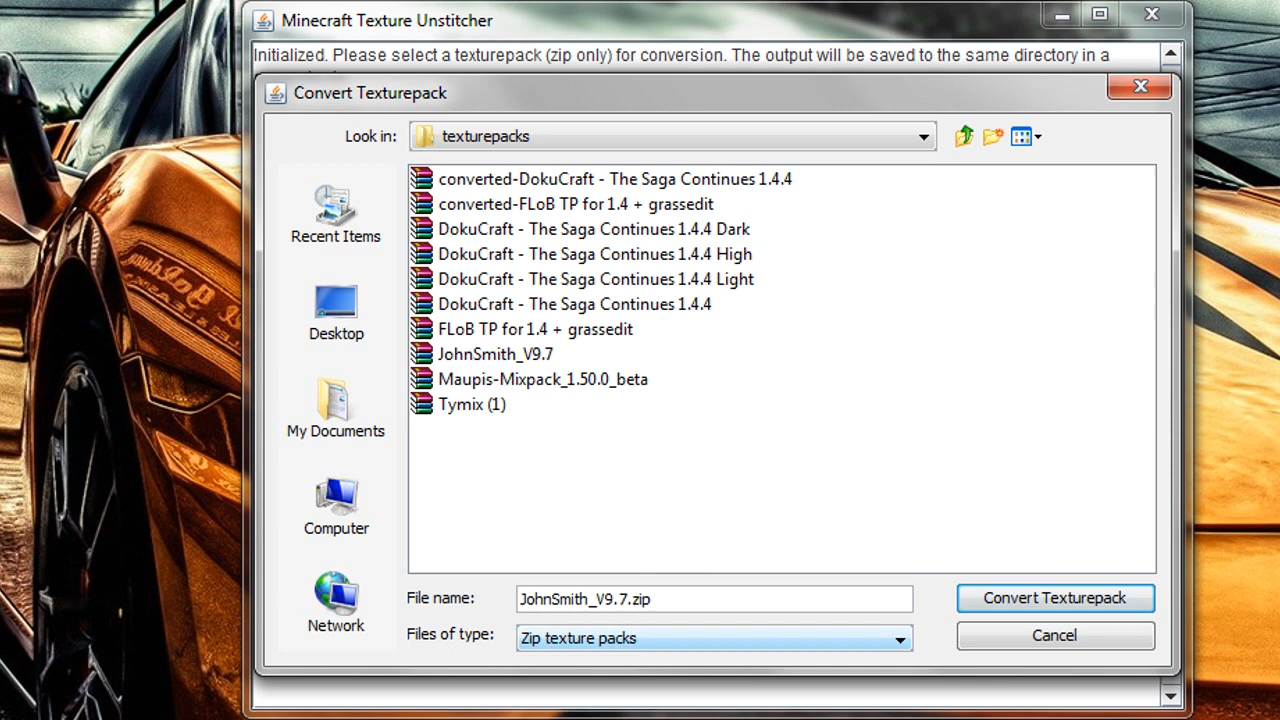 Minecraft Texture Unstitcher
Initialized. Please select a texturepack (zip only) for conversion. The output will be saved to the same directory in a
Convert Texturepack
Look in:
texturepacks
Recent Items
Desktop
My Documents
Computer
Network
converted-DokuCraft - The Saga Continues 1.4.4
converted-FLoB TP for 1.4 + grassedit
DokuCraft - The Saga Continues 1.4.4 Dark
DokuCraft - The Saga Continues 1.4.4 High
DokuCraft - The Saga Continues 1.4.4 Light
DokuCraft - The Saga Continues 1.4.4
FLoB TP for 1.4 + grassedit
JohnSmith_V9.7
Maupis-Mixpack_1.50.0_beta
Tymix (1)
File name:
JohnSmith_V9.7.zip
Convert Texturepack
Files of type:
Zip texture packs
Cancel